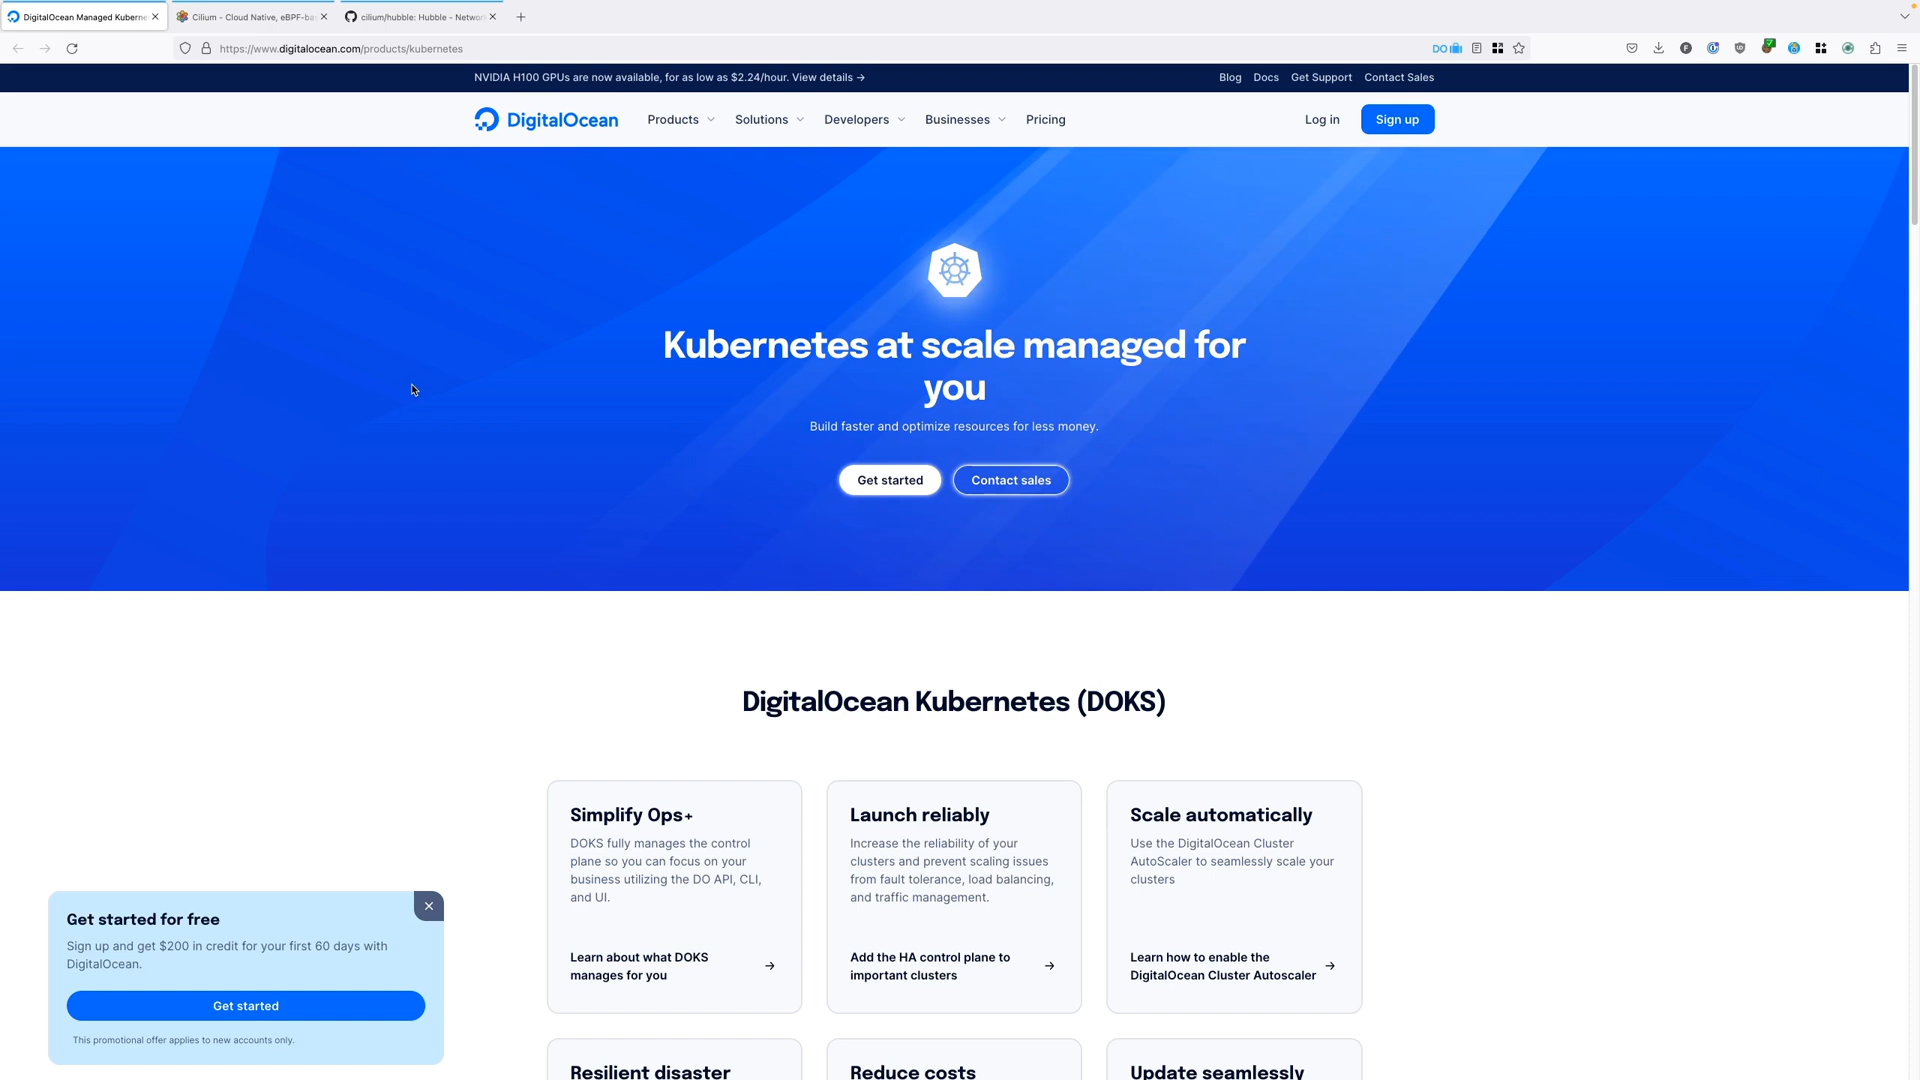 DigitalOcean Managed Kuberne
Cilium - Cloud Native, eBPF-ba
cilium/hubble: Hubble - Networ
https://www.digitalocean.com/products/kubernetes
DO
NVIDIA H100 GPUs are now available, for as low as $2.24/hour. View details →
Blog Docs Get Support Contact Sales
DigitalOcean
Products Solutions Developers Businesses Pricing
Log in Sign up
Kubernetes at scale managed for
you
Build faster and optimize resources for less money.
Get started Contact sales
DigitalOcean Kubernetes (DOKS)
Simplify Ops+
DOKS fully manages the control
plane so you can focus on your
business utilizing the DO API, CLI,
and UI.
Learn about what DOKS
manages for you →
Launch reliably
Increase the reliability of your
clusters and prevent scaling issues
from fault tolerance, load balancing,
and traffic management.
Add the HA control plane to
important clusters →
Scale automatically
Use the DigitalOcean Cluster
AutoScaler to seamlessly scale your
clusters
Learn how to enable the
DigitalOcean Cluster Autoscaler →
Resilient disaster
Reduce costs
Update seamlessly
Get started for free
Sign up and get $200 in credit for your first 60 days with
DigitalOcean.
Get started
This promotional offer applies to new accounts only.